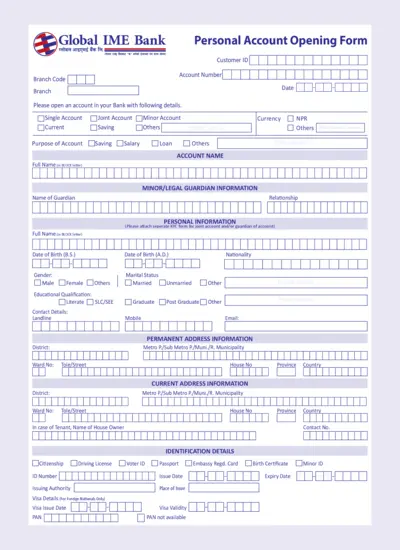 Global IME Bank
ग्लोबल आइएमई बैंक लि.
Personal Account Opening Form
Customer ID
Account Number
Branch Code
Date
Branch
Please open an account in your Bank with following details.
Single Account Joint Account Minor Account Currency NPR
Current Saving Others Others
Purpose of Account Saving Salary Loan Others
ACCOUNT NAME
Full Name (in BLOCK letter)
MINOR/LEGAL GUARDIAN INFORMATION
Name of Guardian Relationship
PERSONAL INFORMATION
(Please attach separate KYC form for Joint account and/or guardian of account)
Full Name (in BLOCK letter)
Date of Birth (B.S.) Date of Birth (A.D.) Nationality
Gender: Marital Status
Male Female Others Married Unmarried Other
Educational Qualification:
Literate SLC/SEE Graduate Post Graduate Other
Contact Details:
Landline Mobile Email:
PERMANENT ADDRESS INFORMATION
District: Metro P./Sub Metro P./Mun./R. Municipality
Ward No: Tole/Street House No Province Country
CURRENT ADDRESS INFORMATION
District: Metro P./Sub Metro P./Mun./R. Municipality
Ward No Tole/Street House No Province Country
In case of Tenant, Name of House Owner Contact No.
IDENTIFICATION DETAILS
Citizenship Driving License Voter ID Passport Embassy Regd. Card Birth Certificate Minor ID
ID Number Issue Date Expiry Date
Issuing Authority Place of Issue
Visa Details (For Foreign Nationals Only)
Visa Issue Date Visa Validity
PAN PAN not available